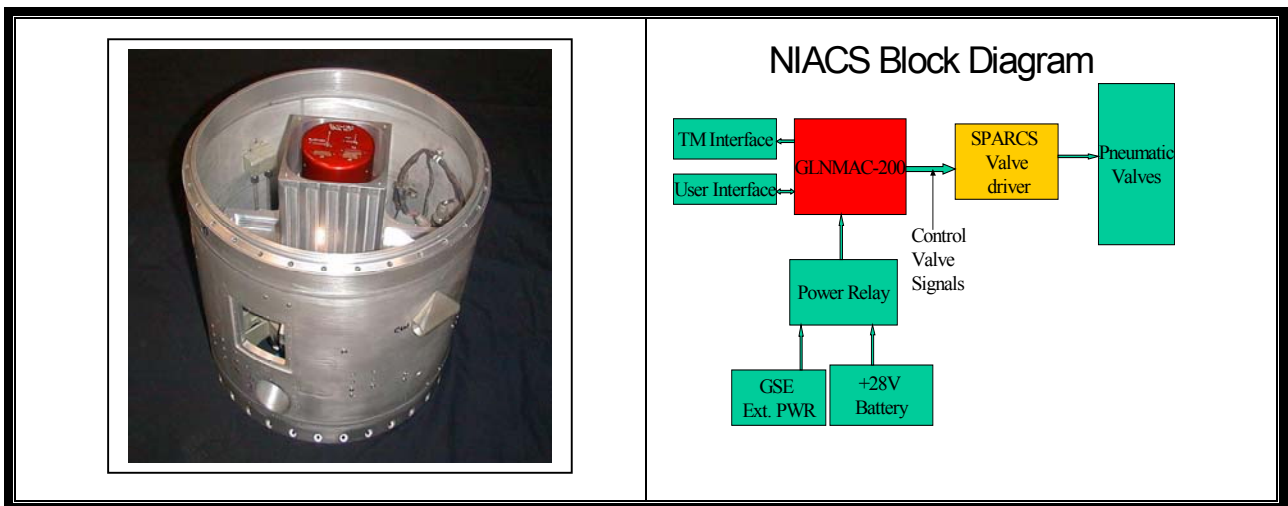 NIACS Block Diagram
TM Interface
User Interface
GLNMAC-200
SPARCS
Valve
driver
Pneumatic
Valves
Control
Valve
Signals
Power Relay
GSE
Ext. PWR
+28V
Battery